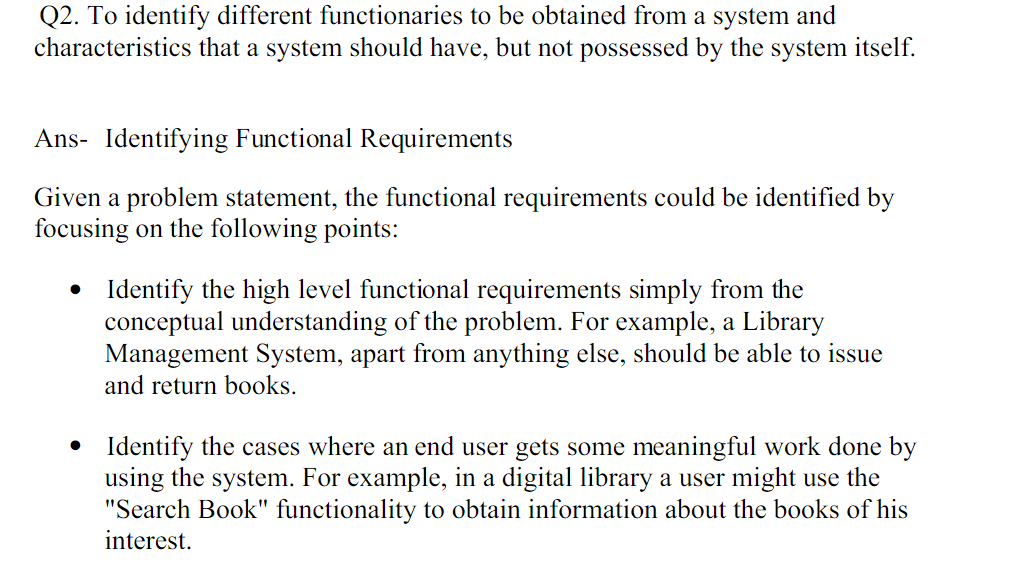 Q2. To identify different functionaries to be obtained from a system and
characteristics that a system should have, but not possessed by the system itself.
Ans- Identifying Functional Requirements
Given a problem statement, the functional requirements could be identified by
focusing on the following points:
• Identify the high level functional requirements simply from the
conceptual understanding of the problem. For example, a Library
Management System, apart from anything else, should be able to issue
and return books.
• Identify the cases where an end user gets some meaningful work done by
using the system. For example, in a digital library a user might use the
"Search Book" functionality to obtain information about the books of his
interest.